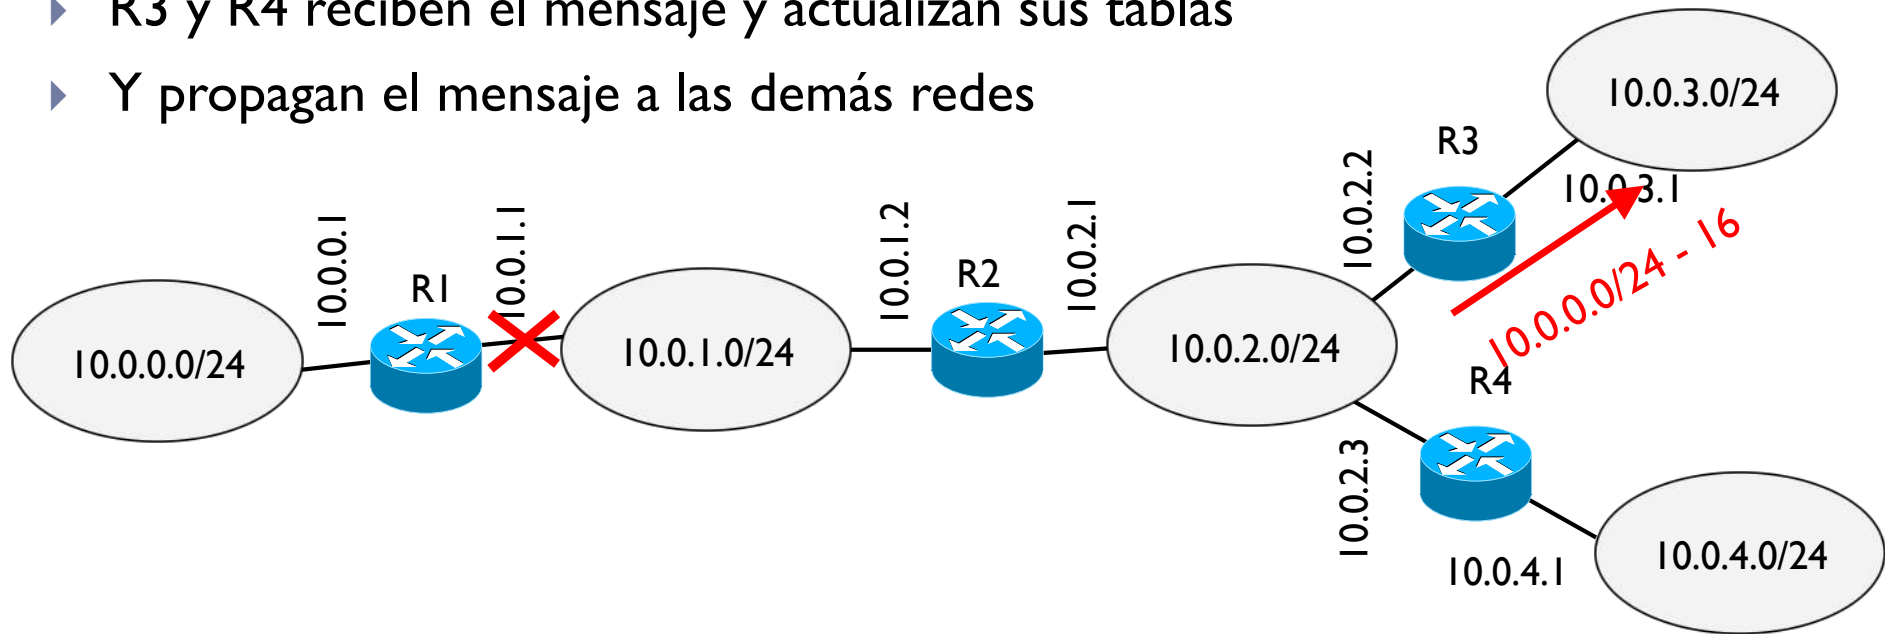 R3 y R4 reciben el mensaje y actualizan sus tablas
Y propagan el mensaje a las demás redes
10.0.3.0/24
R3
10.0.2.2
10.0.3.1
10.0.0.0/24 - 16
10.0.0.1
R1
10.0.1.1
10.0.1.2
R2
10.0.2.1
10.0.0.0/24
10.0.1.0/24
10.0.2.0/24
R4
10.0.2.3
10.0.4.1
10.0.4.0/24